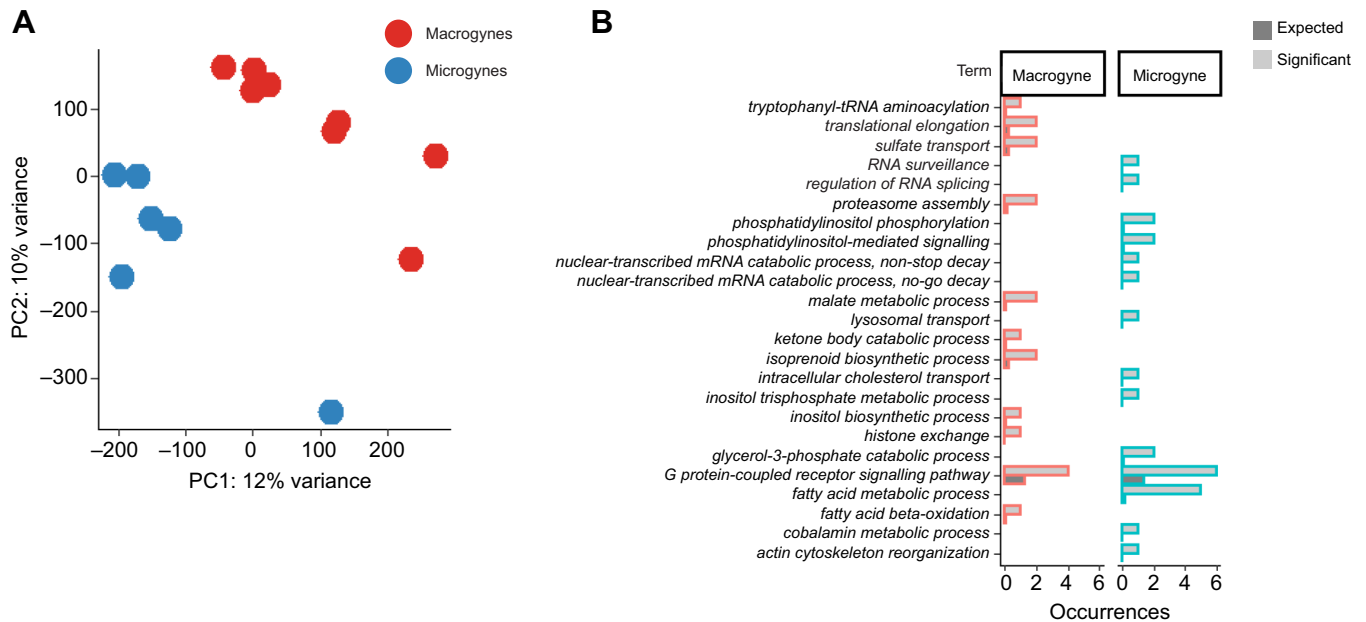 A
Macrogynes
Microgynes
100
0
–100
–200
–300
PC2: 10% variance
–200 –100 0 100 200
PC1: 12% variance
B
Expected
Significant
Term Macrogyne Microgyne
tryptophanyl-tRNA aminoacylation
translational elongation
sulfate transport
RNA surveillance
regulation of RNA splicing
proteasome assembly
phosphatidylinositol phosphorylation
phosphatidylinositol-mediated signalling
nuclear-transcribed mRNA catabolic process, non-stop decay
nuclear-transcribed mRNA catabolic process, no-go decay
malate metabolic process
lysosomal transport
ketone body catabolic process
isoprenoid biosynthetic process
intracellular cholesterol transport
inositol trisphosphate metabolic process
inositol biosynthetic process
histone exchange
glycerol-3-phosphate catabolic process
G protein-coupled receptor signalling pathway
fatty acid metabolic process
fatty acid beta-oxidation
cobalamin metabolic process
actin cytoskeleton reorganization
0 2 4 6 0 2 4 6
Occurrences